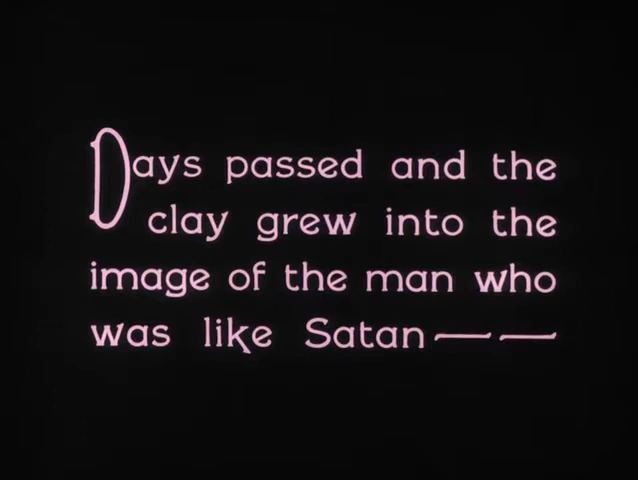 Days passed and the
clay grew into the
image of the man who
was like Satan — —